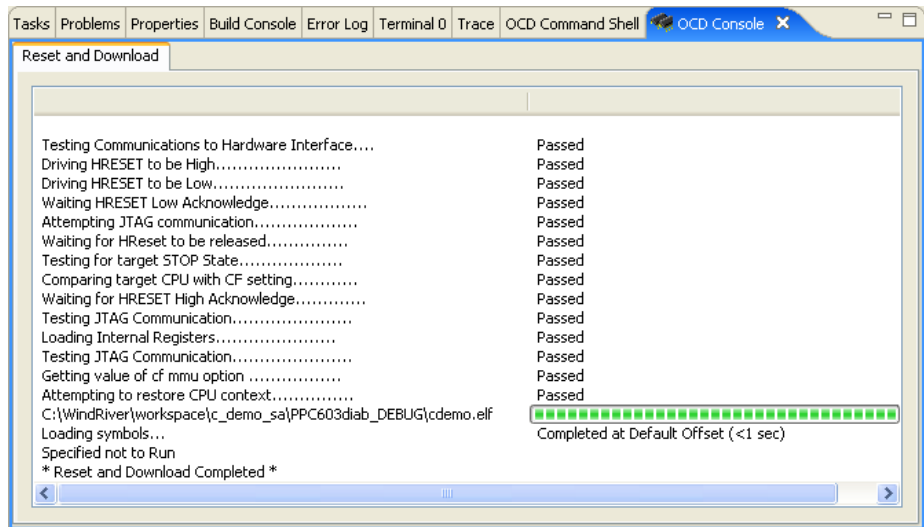 Tasks Problems Properties Build Console Error Log Terminal 0 Trace OCD Command Shell OCD Console
Reset and Download
Testing Communications to Hardware Interface.... Passed
Driving HRESET to be High...................... Passed
Driving HRESET to be Low....................... Passed
Waiting HRESET Low Acknowledge................. Passed
Attempting JTAG communication.................. Passed
Waiting for HReset to be released............... Passed
Testing for target STOP State................... Passed
Comparing target CPU with CF setting............ Passed
Waiting for HRESET High Acknowledge............. Passed
Testing JTAG Communication..................... Passed
Loading Internal Registers..................... Passed
Testing JTAG Communication..................... Passed
Getting value of cf mmu option ................ Passed
Attempting to restore CPU context............... Passed
C:\WindRiver\workspace\c_demo_sa\PPC603diab_DEBUG\cdemo.elf
Loading symbols... Completed at Default Offset (<1 sec)
Specified not to Run
* Reset and Download Completed *